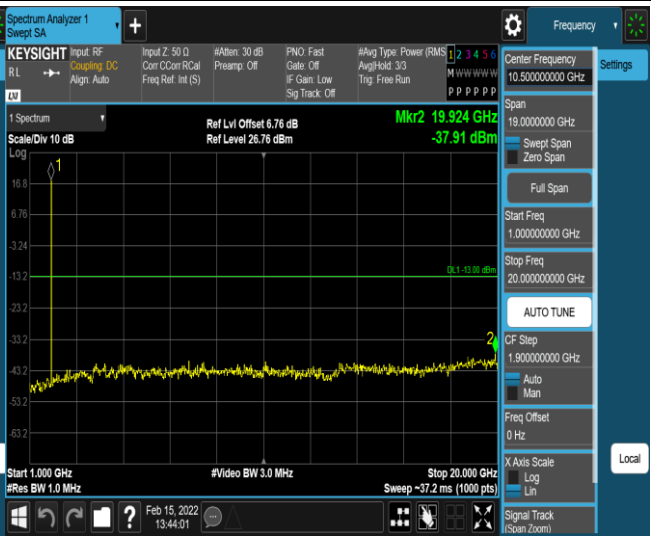 Spectrum Analyzer 1
Swept SA
Frequency
KEYSIGHT
Input: RF
Input Z: 50 Ω
#Atten: 30 dB
PNO: Fast
#Avg Type: Power (RMS
1 2 3 4 5 6
RL
Coupling: DC
Corr CCorr RCal
Preamp: Off
Gate: Off
Avg|Hold: 3/3
M W W W W W
Align: Auto
Freq Ref: Int (S)
IF Gain: Low
Trig: Free Run
Sig Track: Off
P P P P P P
LXI
Center Frequency
10.500000000 GHz
Settings
Span
19.0000000 GHz
Swept Span
Zero Span
Full Span
Start Freq
1.000000000 GHz
Stop Freq
20.000000000 GHz
AUTO TUNE
CF Step
1.900000000 GHz
Auto
Man
Freq Offset
0 Hz
X Axis Scale
Log
Lin
Signal Track
(Span Zoom)
Local
1 Spectrum
Ref Lvl Offset 6.76 dB
Mkr2 19.924 GHz
Scale/Div 10 dB
Ref Level 26.76 dBm
-37.91 dBm
Log
1
16.8
6.76
-3.24
DL1 -13.00 dBm
-13.2
-23.2
2
-33.2
-43.2
-53.2
-63.2
Start 1.000 GHz
#Video BW 3.0 MHz
Stop 20.000 GHz
#Res BW 1.0 MHz
Sweep ~37.2 ms (1000 pts)
?
Feb 15, 2022
13:44:01